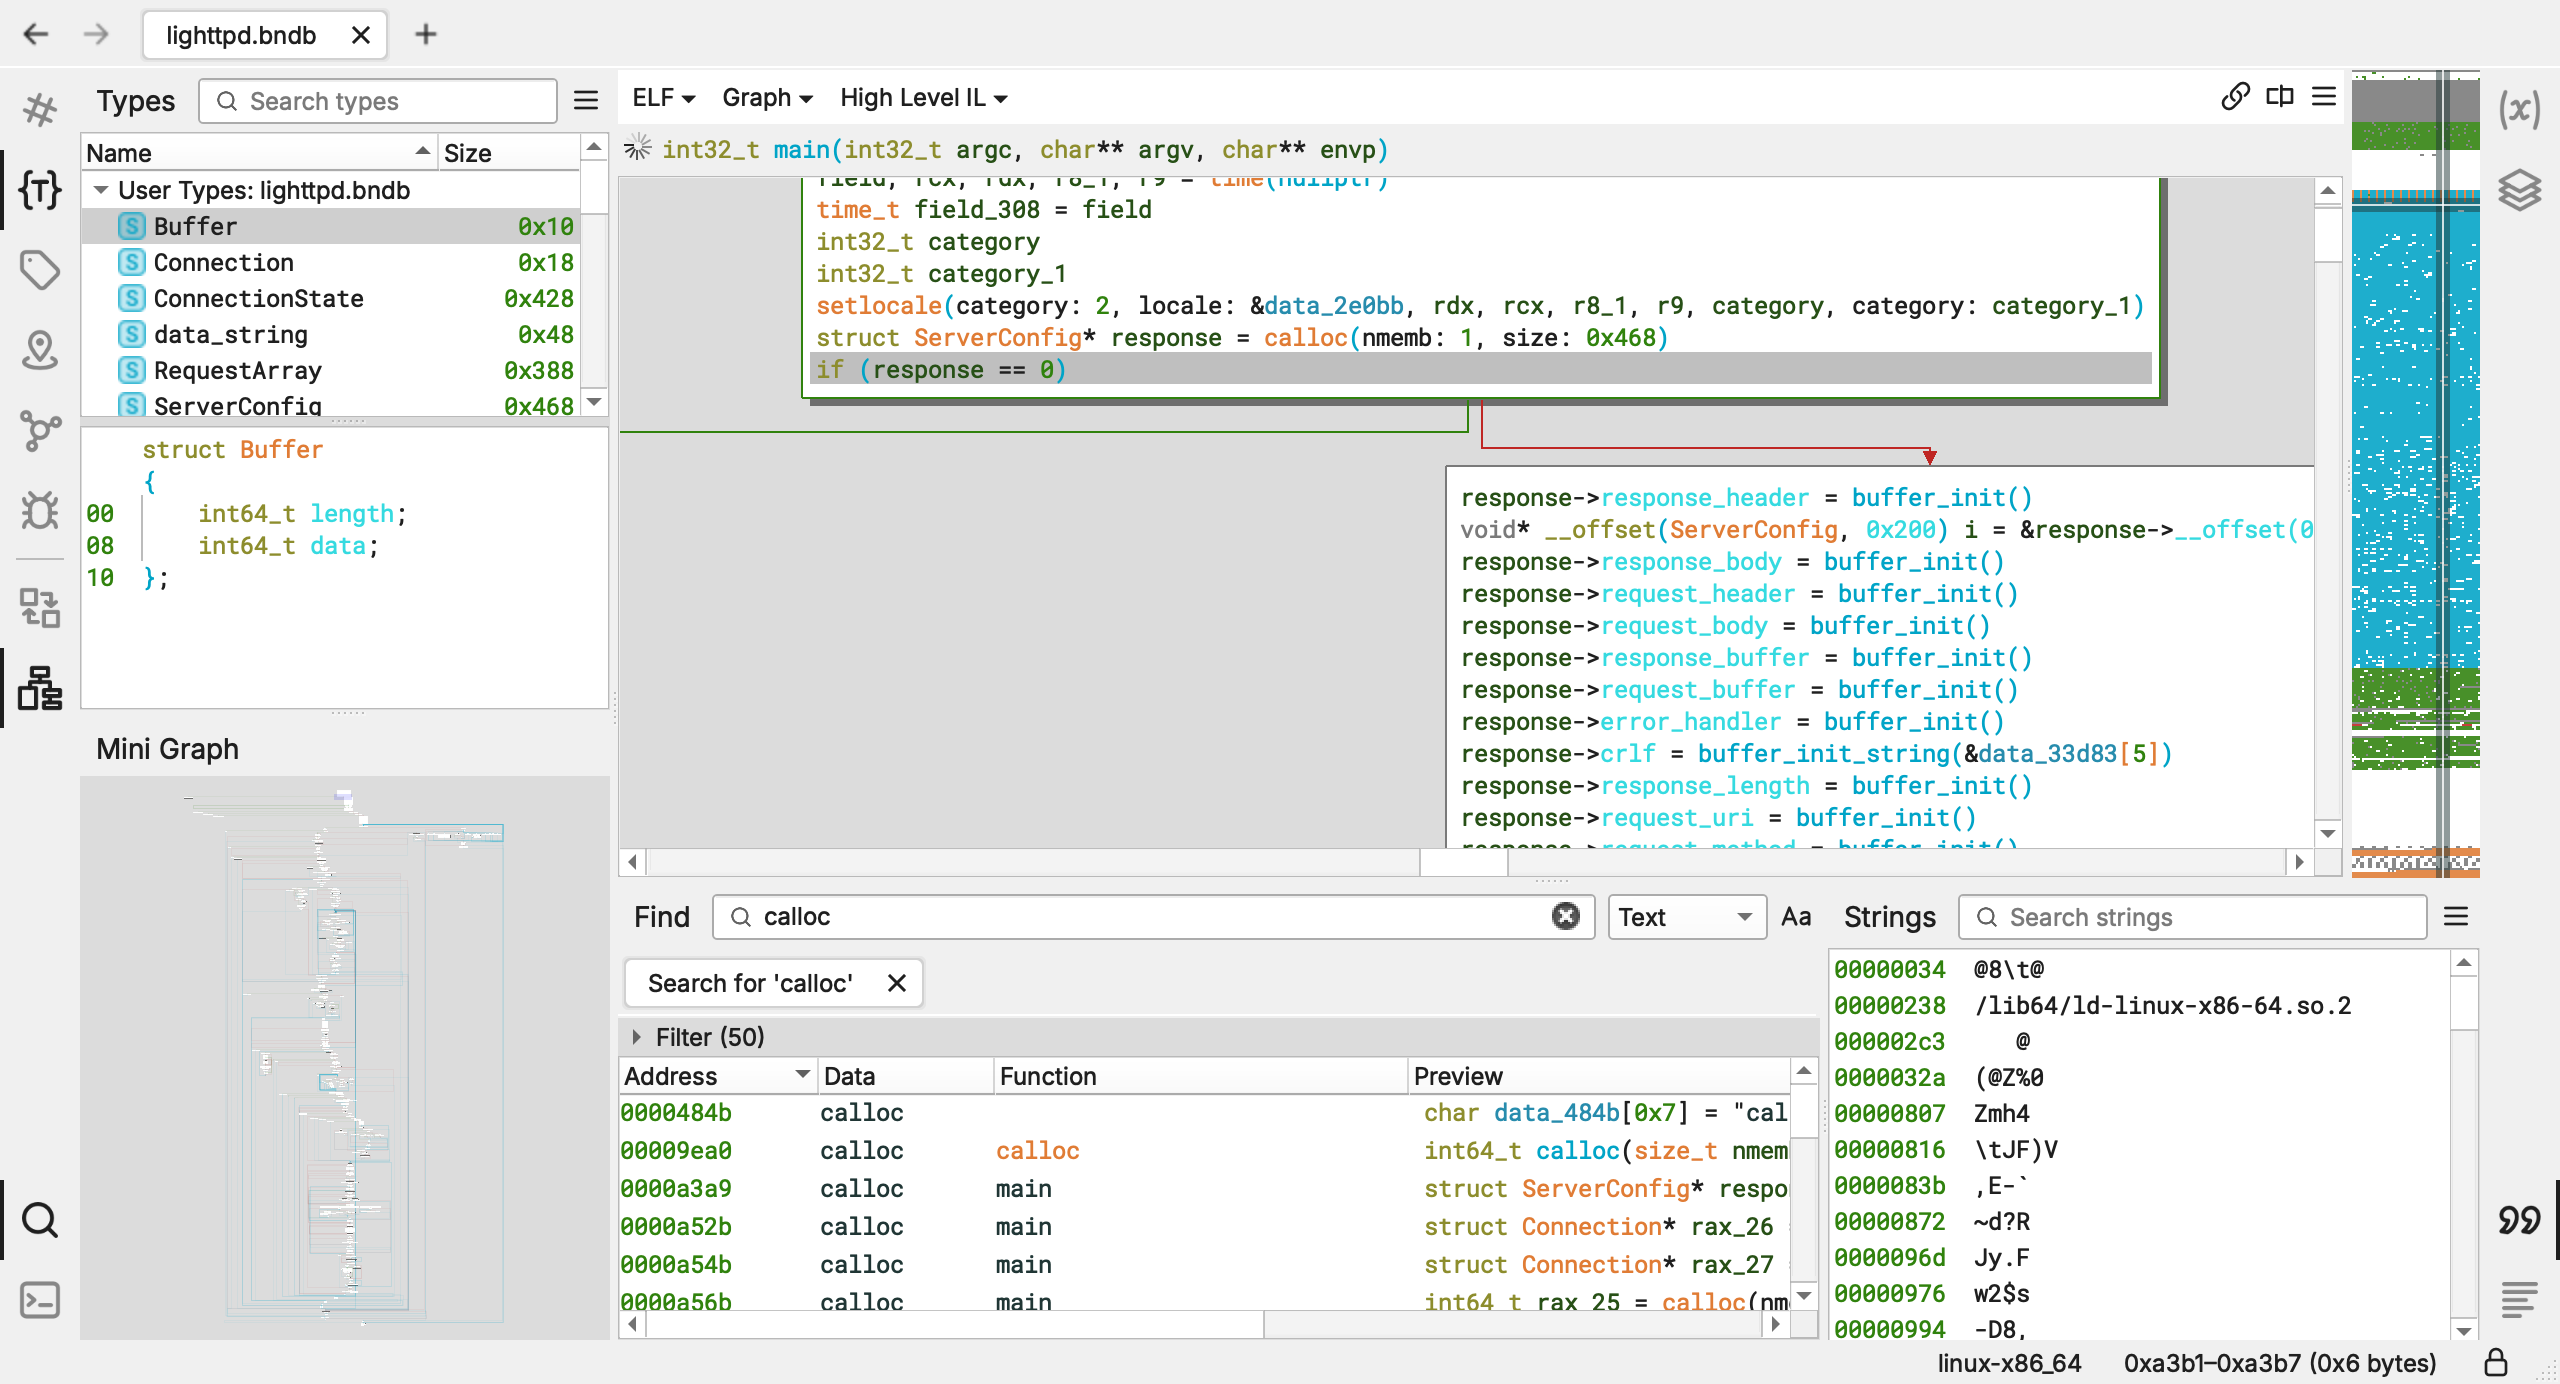 lighttpd.bndb
Types
Search types
Name Size
User Types: lighttpd.bndb
S Buffer 0x10
S Connection 0x18
S ConnectionState 0x428
S data_string 0x48
S RequestArray 0x388
S ServerConfig 0x468
struct Buffer
{
00 int64_t length;
08 int64_t data;
10 };
Mini Graph
ELF Graph High Level IL
int32_t main(int32_t argc, char** argv, char** envp)
field, rcx, rdx, r8_1, r9 = time(nullptr)
time_t field_308 = field
int32_t category
int32_t category_1
setlocale(category: 2, locale: &data_2e0bb, rdx, rcx, r8_1, r9, category, category: category_1)
struct ServerConfig* response = calloc(nmemb: 1, size: 0x468)
if (response == 0)
response->response_header = buffer_init()
void* __offset(ServerConfig, 0x200) i = &response->__offset(0
response->response_body = buffer_init()
response->request_header = buffer_init()
response->request_body = buffer_init()
response->response_buffer = buffer_init()
response->request_buffer = buffer_init()
response->error_handler = buffer_init()
response->crlf = buffer_init_string(&data_33d83[5])
response->response_length = buffer_init()
response->request_uri = buffer_init()
response->request_method = buffer_init()
Find
calloc
Text
Aa
Search for 'calloc'
Filter (50)
Address Data Function Preview
0000484b calloc char data_484b[0x7] = "cal
00009ea0 calloc calloc int64_t calloc(size_t nmem
0000a3a9 calloc main struct ServerConfig* respo
0000a52b calloc main struct Connection* rax_26
0000a54b calloc main struct Connection* rax_27
0000a56b calloc main int64_t rax_25 = calloc(nm
Strings
Search strings
00000034 @8\t@
00000238 /lib64/ld-linux-x86-64.so.2
000002c3 @
0000032a (@Z%0
00000807 Zmh4
00000816 \tJF)V
0000083b ,E-`
00000872 ~d?R
0000096d Jy.F
00000976 w2$s
00000994 -D8,
linux-x86_64 0xa3b1–0xa3b7 (0x6 bytes)